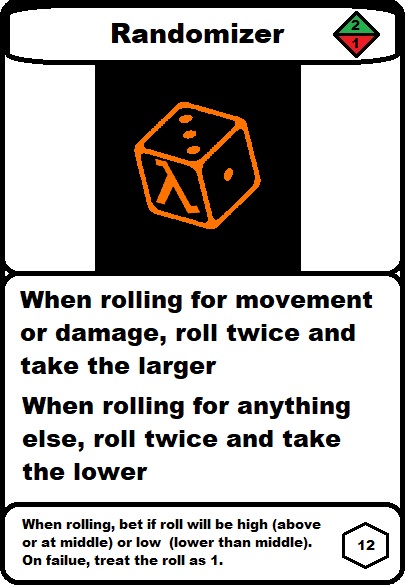 Randomizer
2
1
λ
When rolling for movement
or damage, roll twice and
take the larger
When rolling for anything
else, roll twice and take
the lower
When rolling, bet if roll will be high (above
or at middle) or low (lower than middle).
On failue, treat the roll as 1.
12